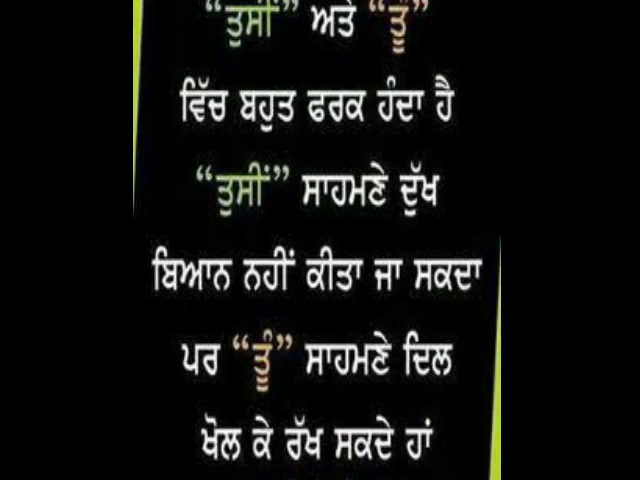 “ਤੁਸੀਂ” ਅਤੇ “ਤੂੰ”
ਵਿੱਚ ਬਹੁਤ ਫਰਕ ਹੰਦਾ ਹੈ
“ਤੁਸੀਂ” ਸਾਹਮਣੇ ਦੁੱਖ
ਬਿਆਨ ਨਹੀਂ ਕੀਤਾ ਜਾ ਸਕਦਾ
ਪਰ “ਤੂੰ” ਸਾਹਮਣੇ ਦਿਲ
ਖੋਲ ਕੇ ਰੱਖ ਸਕਦੇ ਹਾਂ